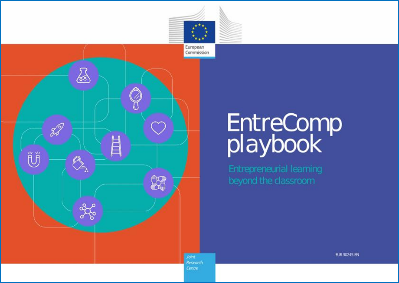 European
Commission
EntreComp
playbook
Entrepreneurial learning
beyond the classroom
Joint
Research
Centre